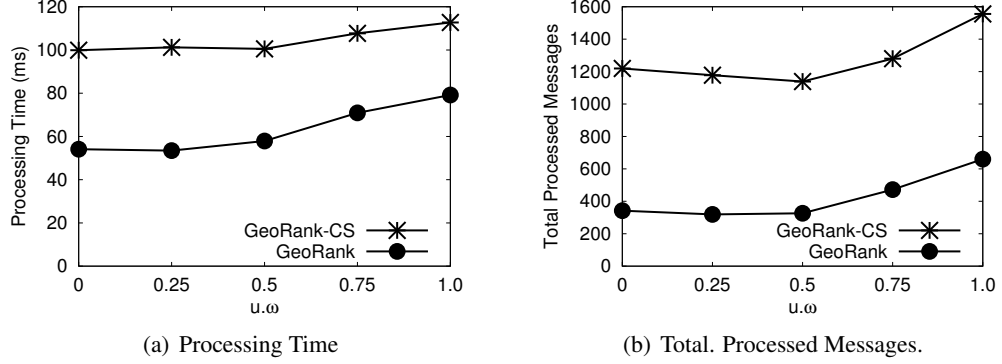 Processing Time (ms)
120
100
80
60
40
20
0
GeoRank-CS
GeoRank
0 0.25 0.5 0.75 1.0
u.ω
(a) Processing Time
Total Processed Messages
1600
1400
1200
1000
800
600
400
200
0
GeoRank-CS
GeoRank
0 0.25 0.5 0.75 1.0
u.ω
(b) Total. Processed Messages.